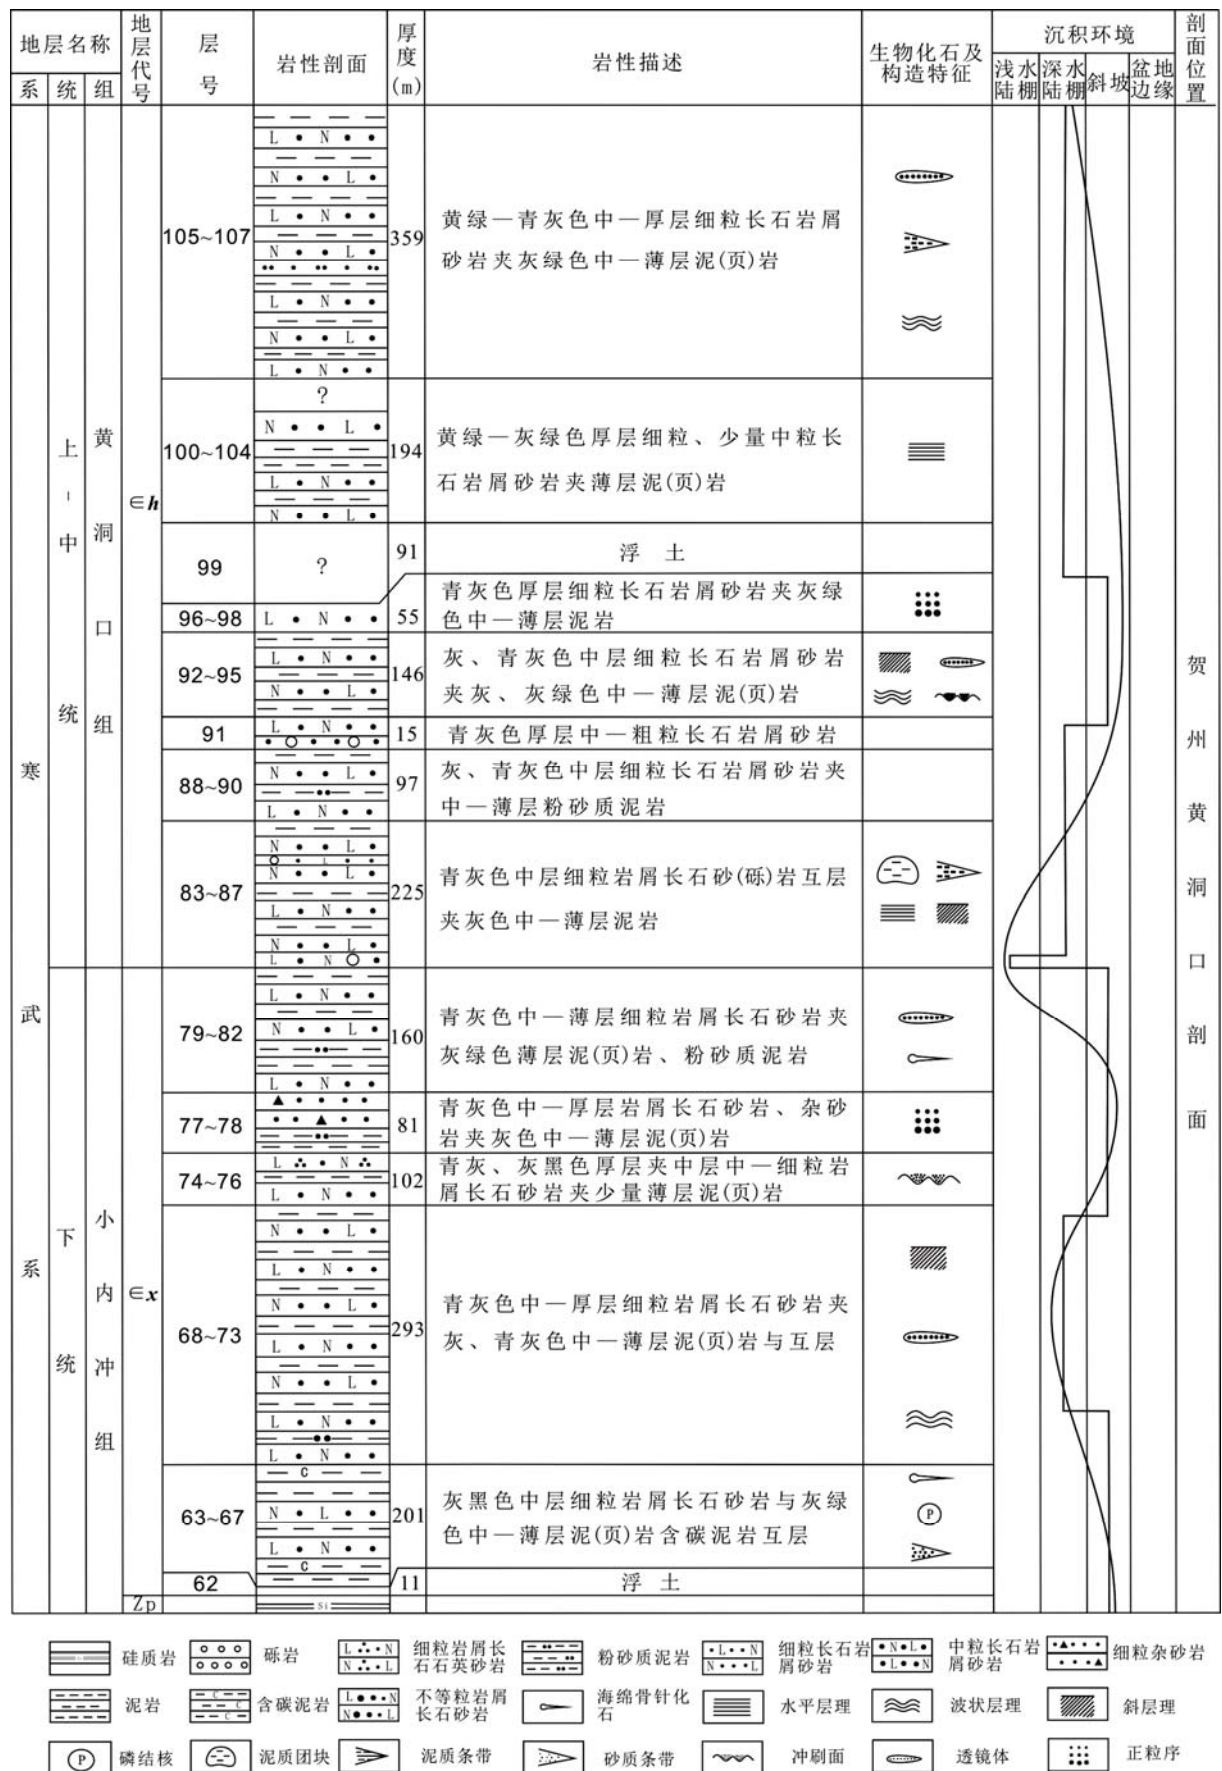 地层名称
系
统
组
地层代号
层号
岩性剖面
厚度(m)
岩性描述
生物化石及
构造特征
沉积环境
浅水陆棚
深水陆棚
斜坡
盆地边缘
剖面位置
寒武系
上-中统
黄洞口组
∈h
105~107
359
黄绿—青灰色中—厚层细粒长石岩屑
砂岩夹灰绿色中—薄层泥(页)岩
?
100~104
194
黄绿—灰绿色厚层细粒、少量中粒长
石岩屑砂岩夹薄层泥(页)岩
99
?
91
浮 土
96~98
55
青灰色厚层细粒长石岩屑砂岩夹灰绿
色中—薄层泥岩
92~95
146
灰、青灰色中层细粒长石岩屑砂岩
夹灰、灰绿色中—薄层泥(页)岩
91
15
青灰色厚层中—粗粒长石岩屑砂岩
88~90
97
灰、青灰色中层细粒长石岩屑砂岩夹
中—薄层粉砂质泥岩
83~87
225
青灰色中层细粒岩屑长石砂(砾)岩互层
夹灰色中—薄层泥岩
贺州黄洞口剖面
下统
小内冲组
∈x
79~82
160
青灰色中—薄层细粒岩屑长石砂岩夹
灰绿色薄层泥(页)岩、粉砂质泥岩
77~78
81
青灰色中—厚层岩屑长石砂岩、杂砂
岩夹灰色中—薄层泥(页)岩
74~76
102
青灰、灰黑色厚层夹中层中—细粒岩
屑长石砂岩夹少量薄层泥(页)岩
68~73
293
青灰色中—厚层细粒岩屑长石砂岩夹
灰、青灰色中—薄层泥(页)岩与互层
63~67
201
灰黑色中层细粒岩屑长石砂岩与灰绿
色中—薄层泥(页)岩含碳泥岩互层
P
62
11
浮 土
Zp
Si
硅质岩
砾岩
细粒岩屑长
石石英砂岩
粉砂质泥岩
细粒长石岩
屑砂岩
中粒长石岩
屑砂岩
细粒杂砂岩
泥岩
含碳泥岩
不等粒岩屑
长石砂岩
海绵骨针化
石
水平层理
波状层理
斜层理
P
磷结核
泥质团块
泥质条带
砂质条带
冲刷面
透镜体
正粒序